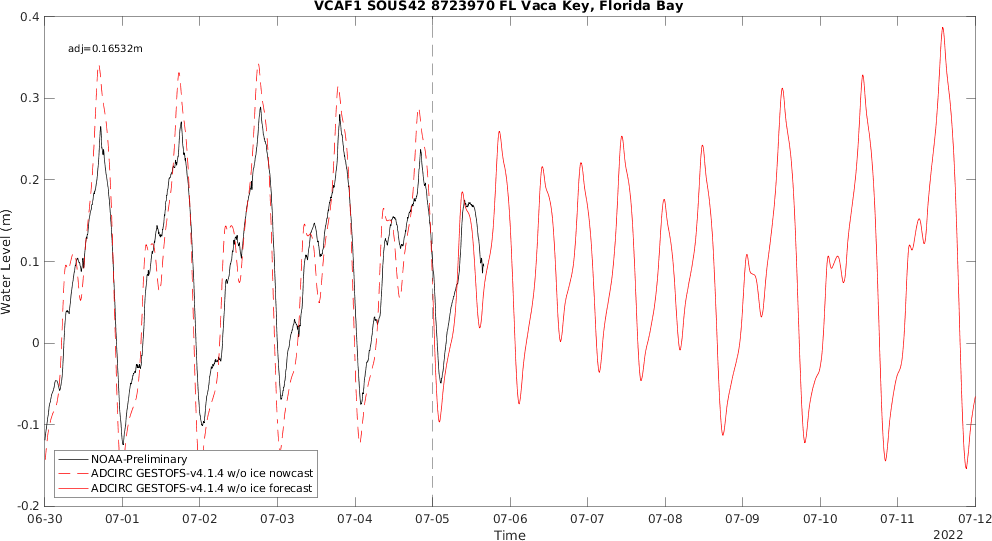 VCAF1 SOUS42 8723970 FL Vaca Key, Florida Bay
adj=0.16532m
Water Level (m)
0.4
0.3
0.2
0.1
0
-0.1
-0.2
NOAA-Preliminary
ADCIRC GESTOFS-v4.1.4 w/o ice nowcast
ADCIRC GESTOFS-v4.1.4 w/o ice forecast
06-30 07-01 07-02 07-03 07-04 07-05 07-06 07-07 07-08 07-09 07-10 07-11 07-12
Time
2022